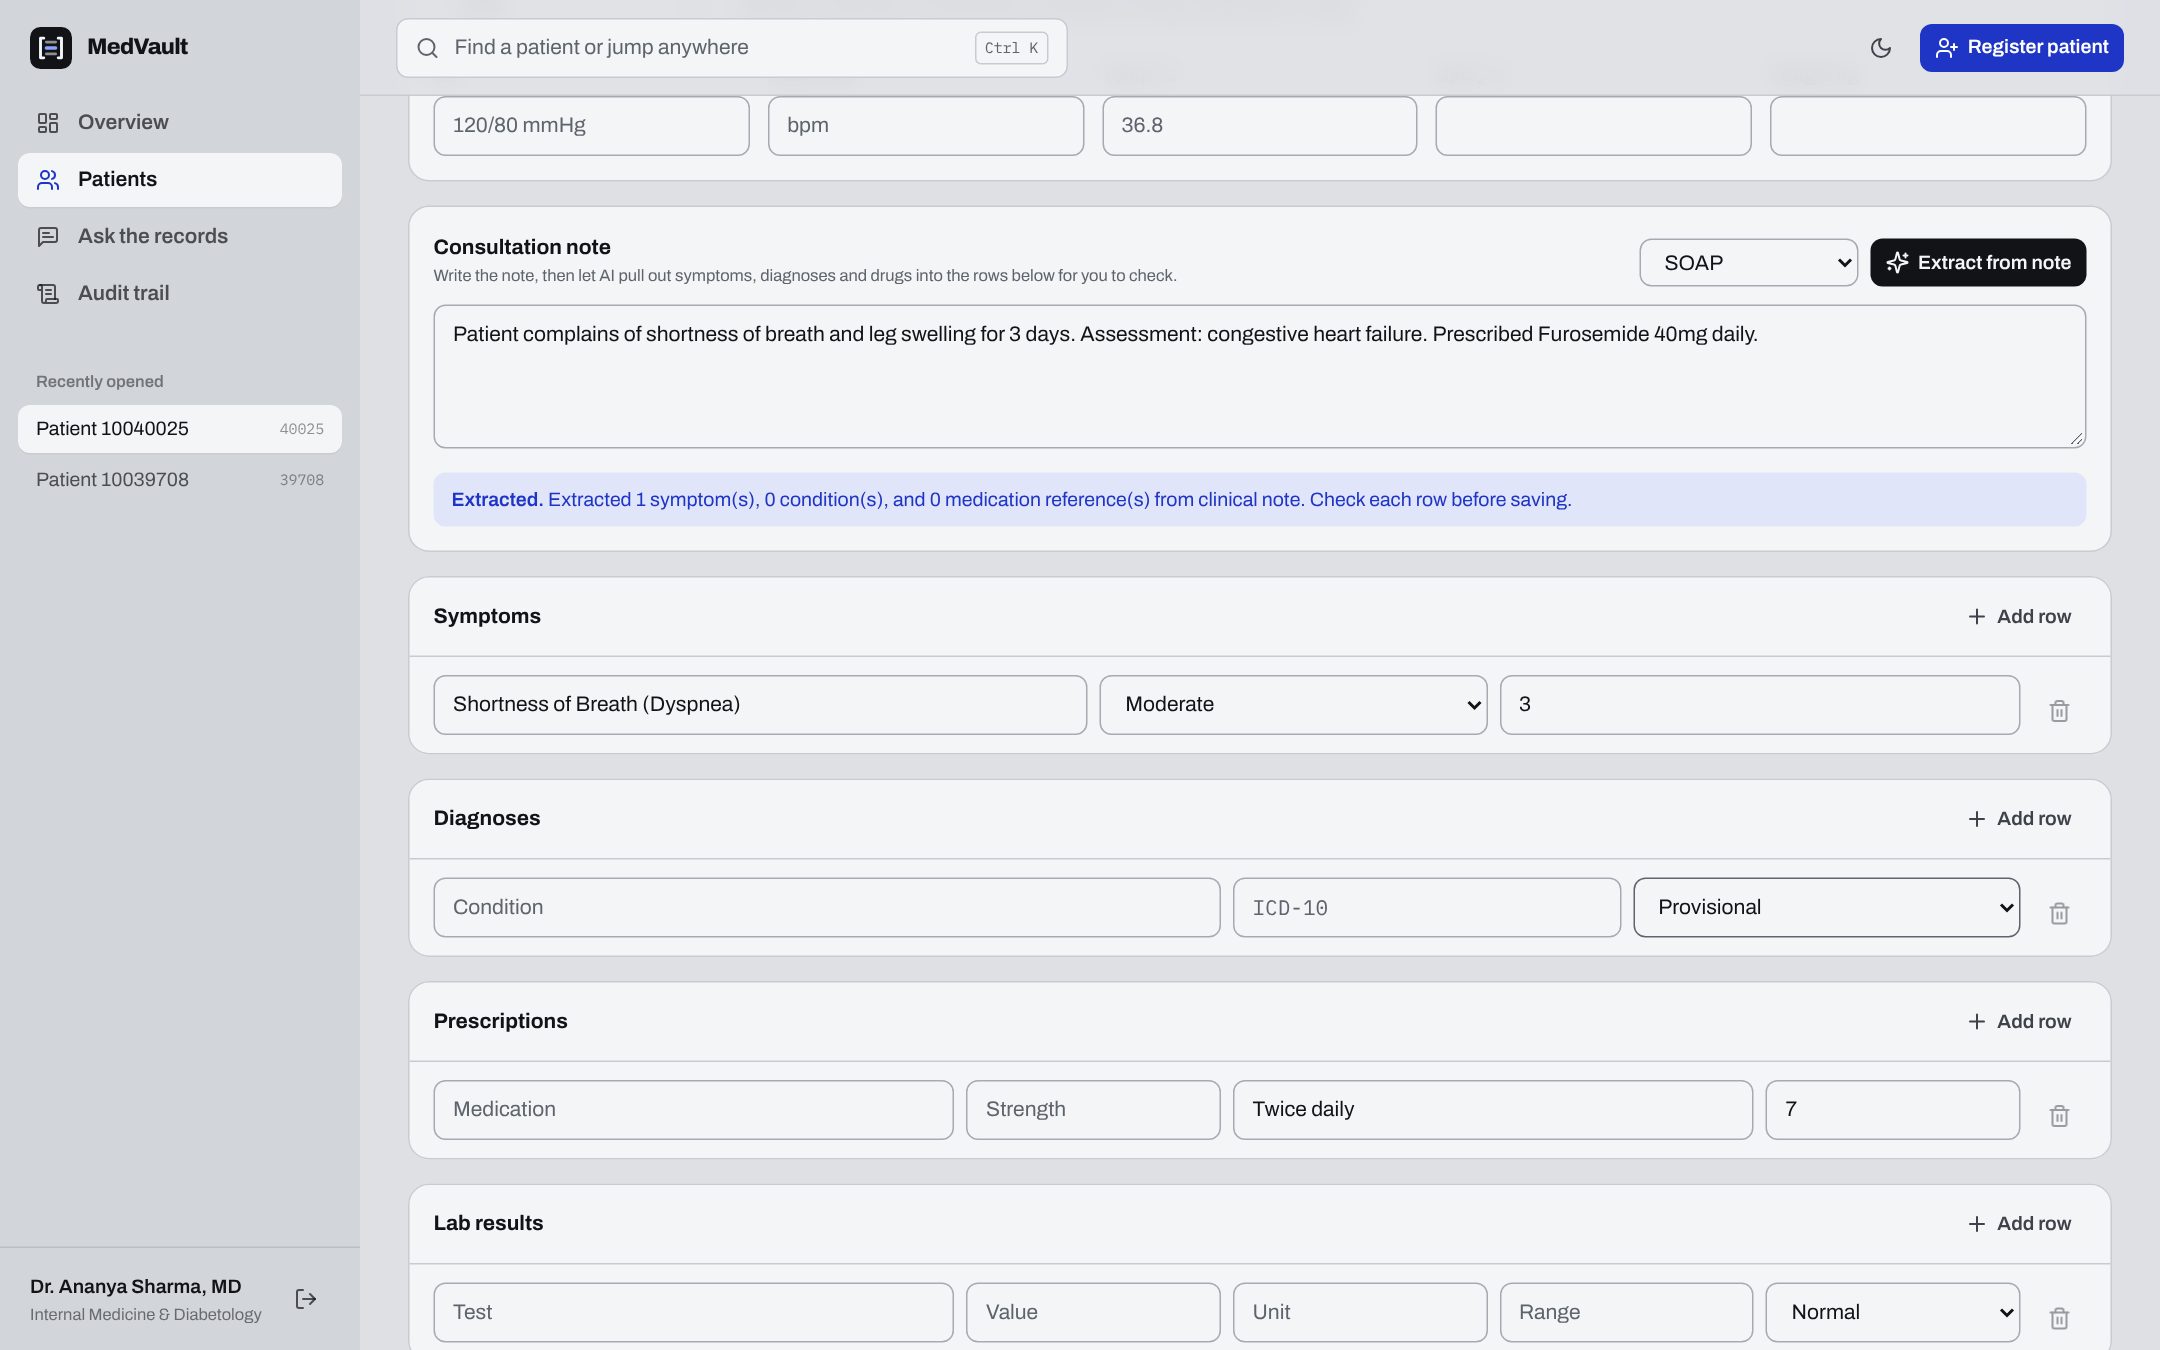 MedVault
Find a patient or jump anywhere
Ctrl K
Register patient
Overview
Patients
Ask the records
Audit trail
Recently opened
Patient 10040025
40025
Patient 10039708
39708
Dr. Ananya Sharma, MD
Internal Medicine & Diabetology
120/80 mmHg
bpm
36.8
Consultation note
Write the note, then let AI pull out symptoms, diagnoses and drugs into the rows below for you to check.
SOAP
Extract from note
Patient complains of shortness of breath and leg swelling for 3 days. Assessment: congestive heart failure. Prescribed Furosemide 40mg daily.
Extracted. Extracted 1 symptom(s), 0 condition(s), and 0 medication reference(s) from clinical note. Check each row before saving.
Symptoms
Add row
Shortness of Breath (Dyspnea)
Moderate
3
Diagnoses
Add row
Condition
ICD-10
Provisional
Prescriptions
Add row
Medication
Strength
Twice daily
7
Lab results
Add row
Test
Value
Unit
Range
Normal